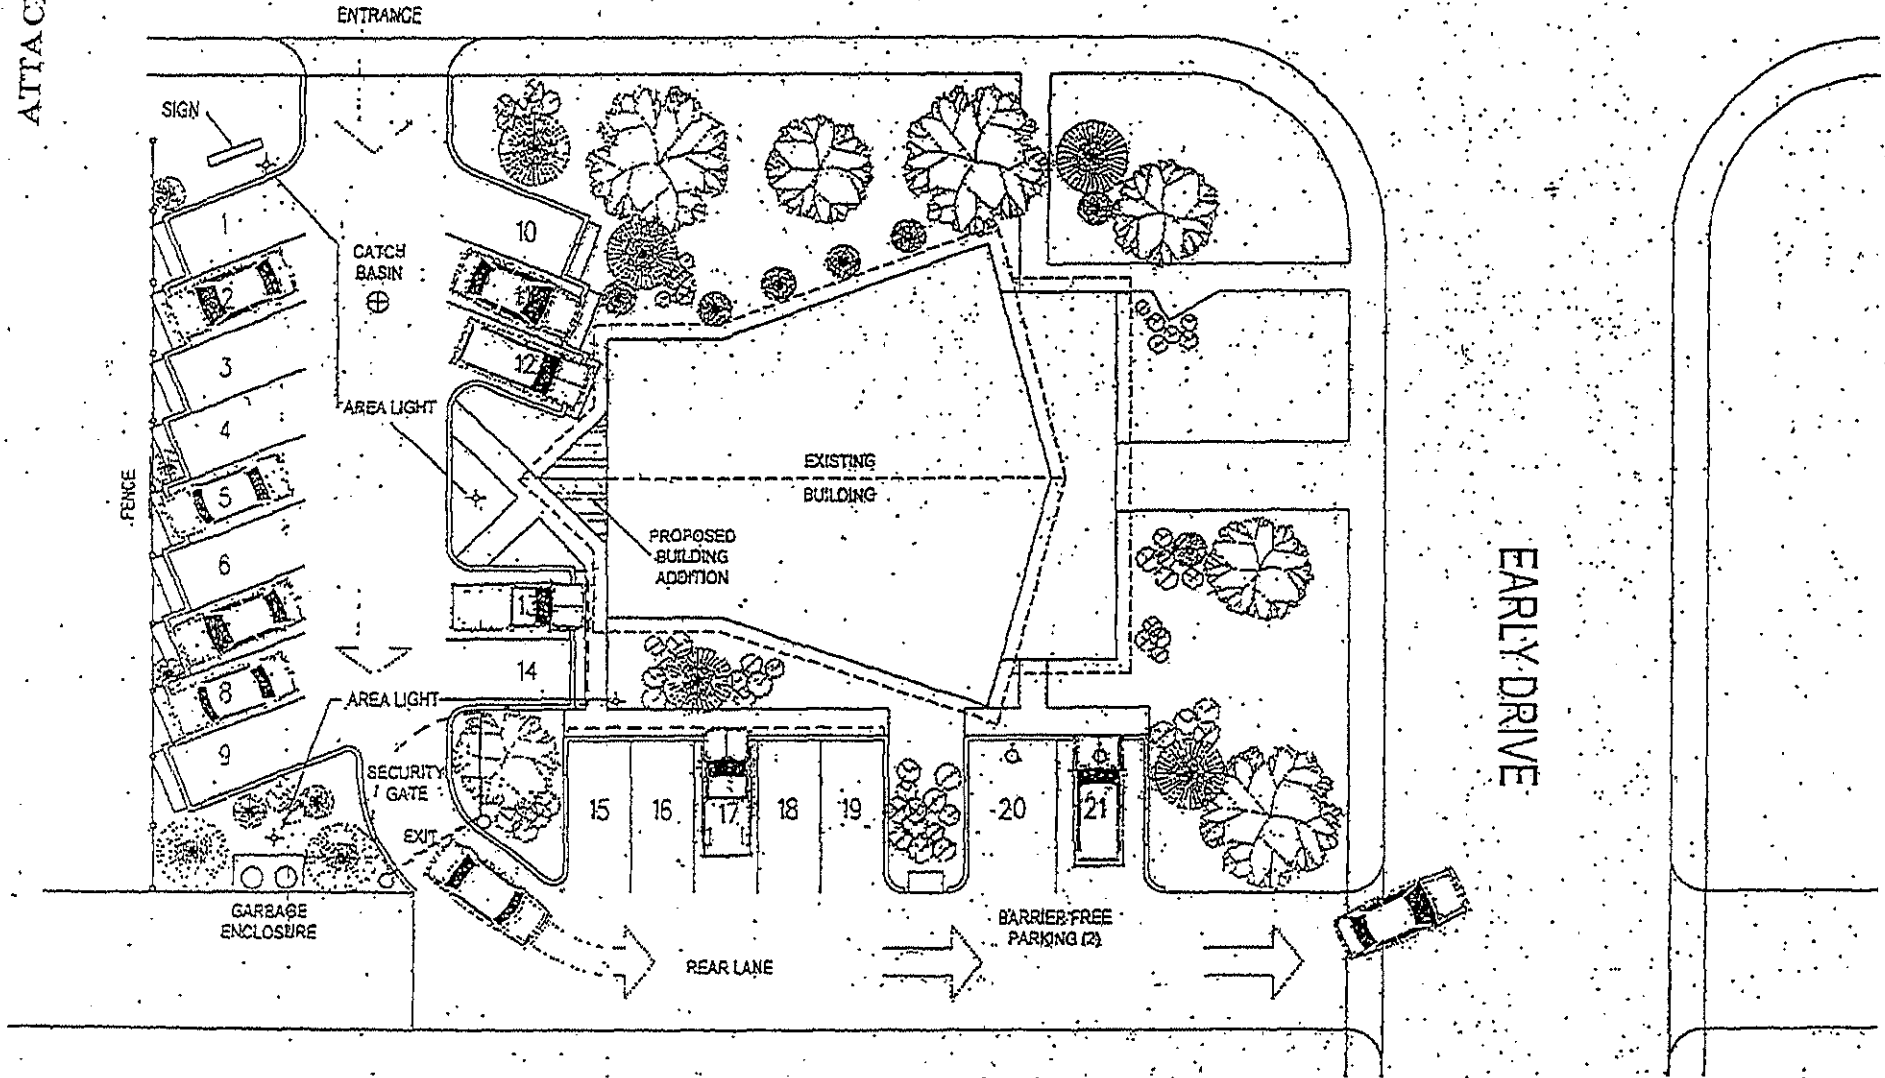 ATTAC
ENTRANCE
SIGN
1
10
CATCH
BASIN
2
11
3
12
AREA LIGHT
4
EXISTING
BUILDING
FENCE
5
PROPOSED
BUILDING
ADDITION
6
13
14
8
AREA LIGHT
9
SECURITY
GATE
EXIT
15
16
17
18
19
20
21
EARLY DRIVE
GARBAGE
ENCLOSURE
BARRIER FREE
PARKING (2)
REAR LANE